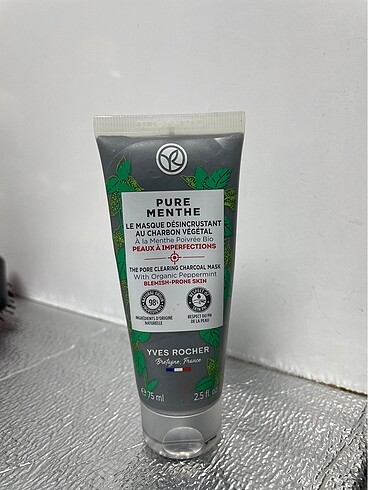 PURE
MENTHE
LE MASQUE DÉSINCRUSTANT
AU CHARBON VÉGÉTAL
À la Menthe Poivrée Bio
PEAUX À IMPERFECTIONS
THE PORE CLEARING CHARCOAL MASK
With Organic Peppermint
BLEMISH-PRONE SKIN
98%
INGRÉDIENTS D'ORIGINE
NATURELLE
RESPECT DU PH
DE LA PEAU
YVES ROCHER
Bretagne, France
e 75 ml
2.5 fl oz